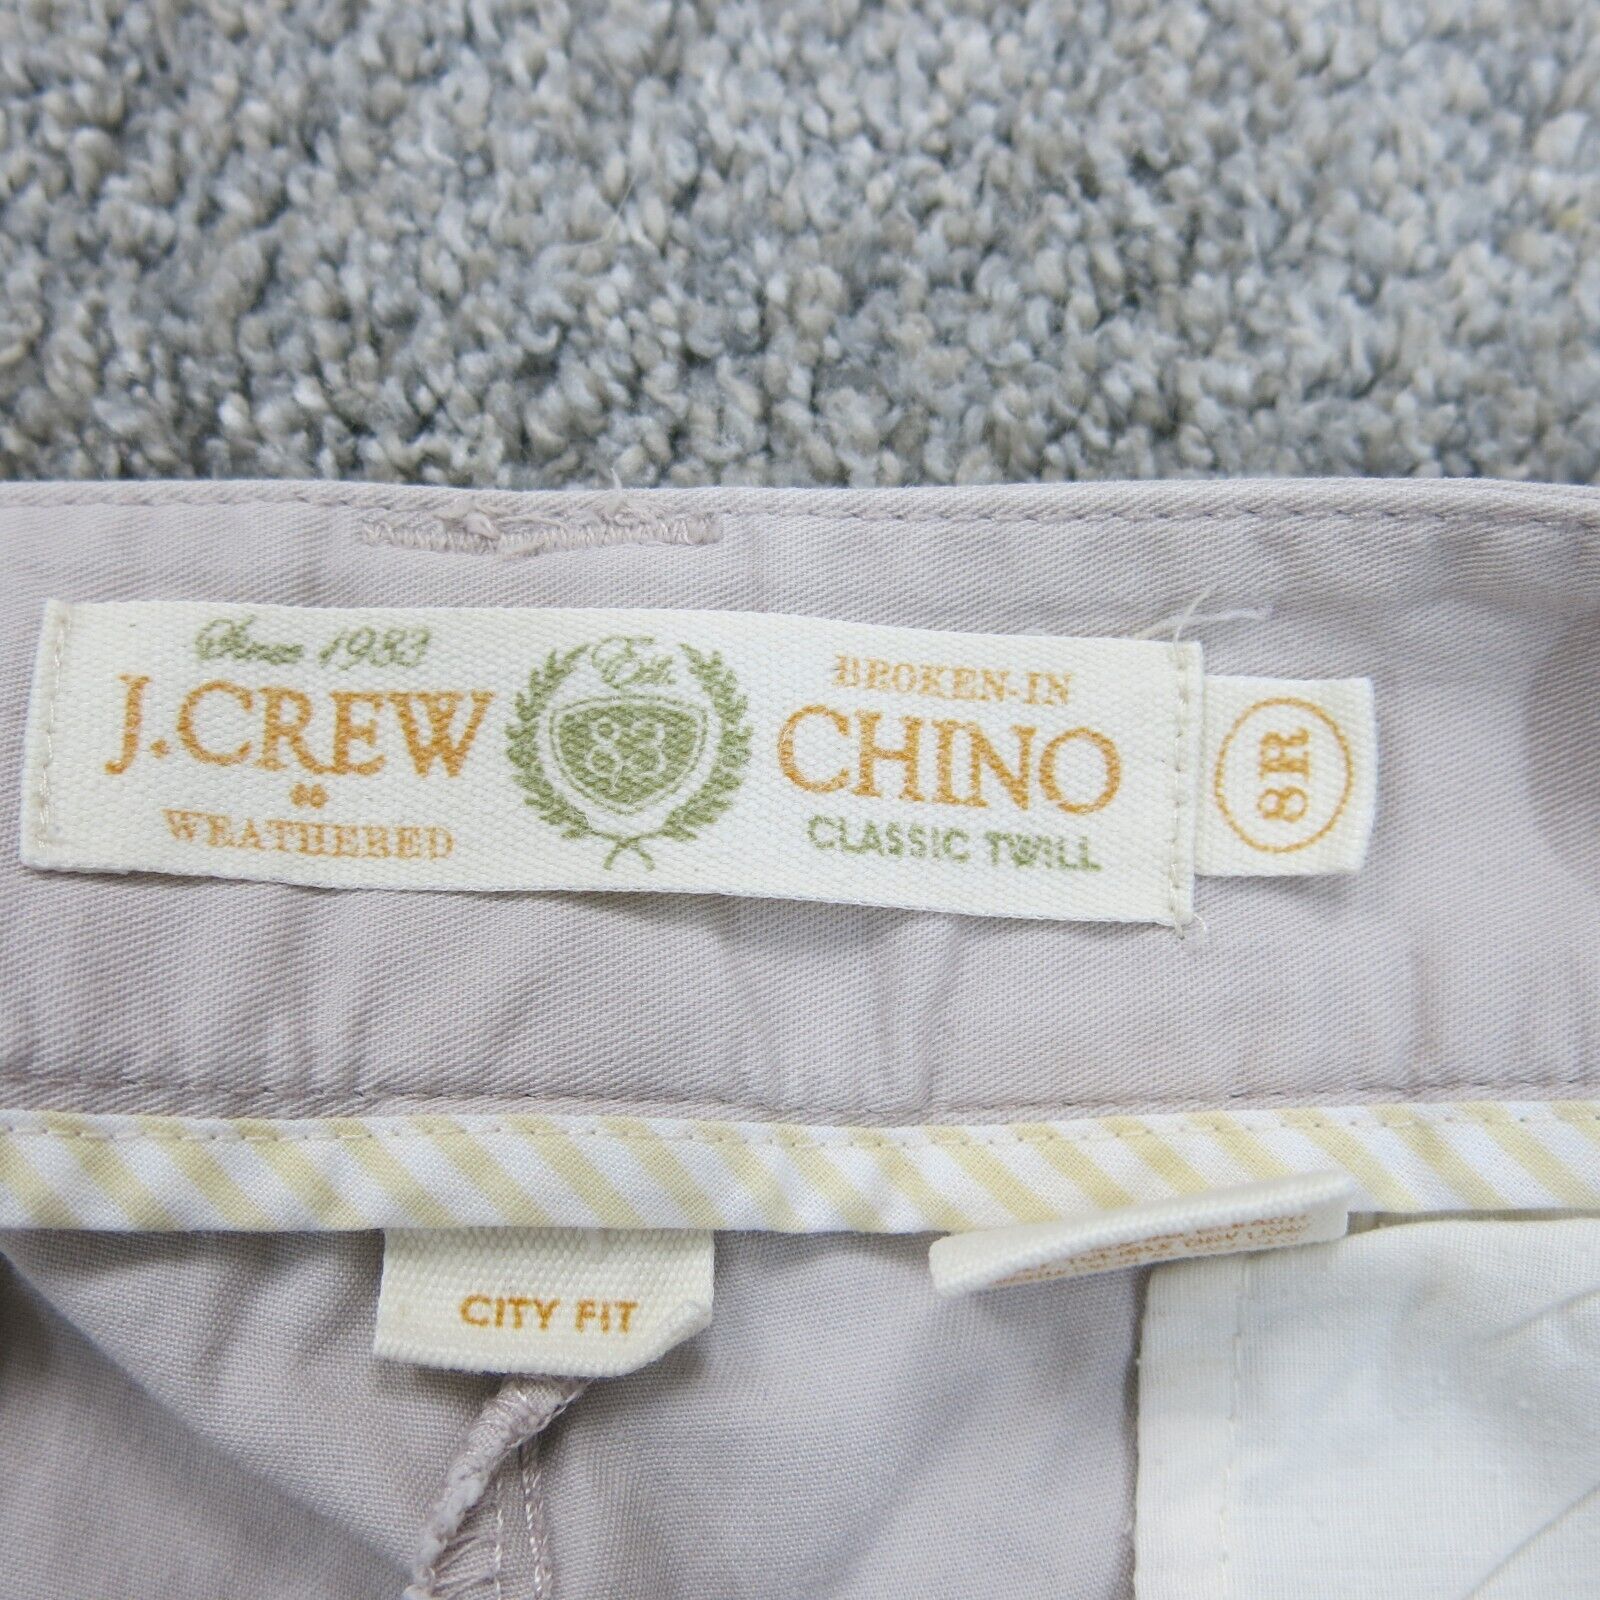 Since 1983
J.CREW
WEATHERED
Est.
83
BROKEN-IN
CHINO
CLASSIC TWILL
8R
CITY FIT